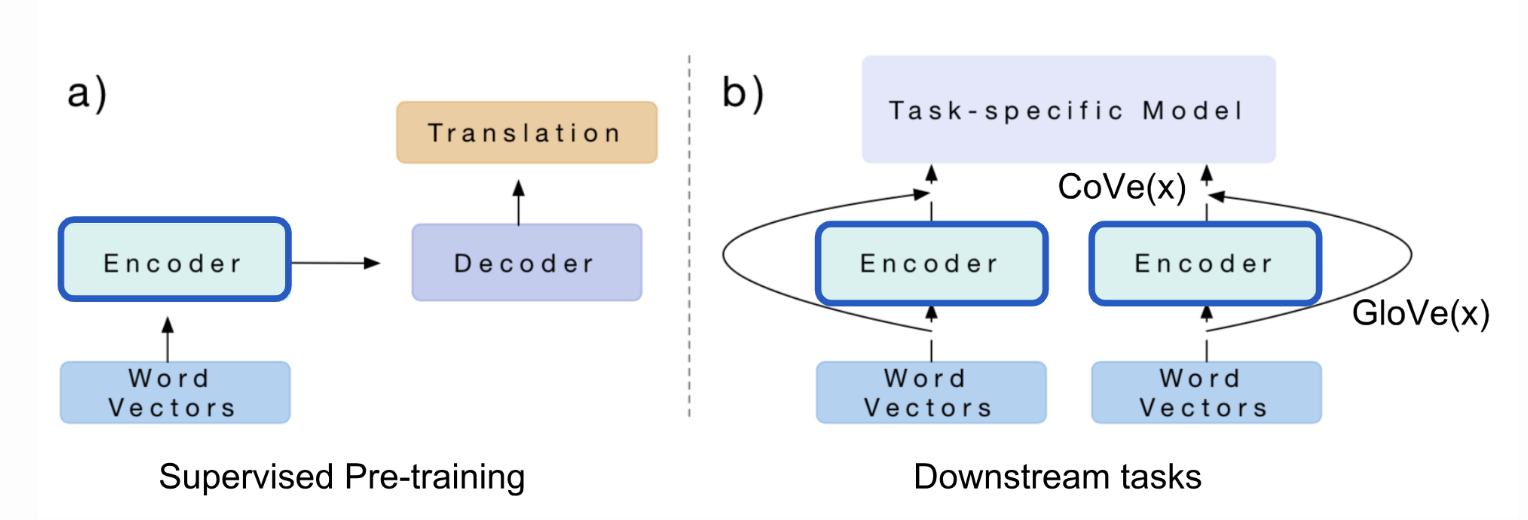 a)
Translation
Encoder
Decoder
Word
Vectors
Supervised Pre-training
b)
Task-specific Model
CoVe(x)
Encoder
Encoder
GloVe(x)
Word
Vectors
Word
Vectors
Downstream tasks